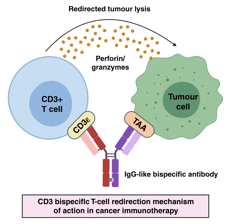 Redirected tumour lysis
Perforin/
granzymes
CD3+
T cell
Tumour
cell
CD3ε
TAA
IgG-like bispecific antibody
CD3 bispecific T-cell redirection mechanism
of action in cancer immunotherapy